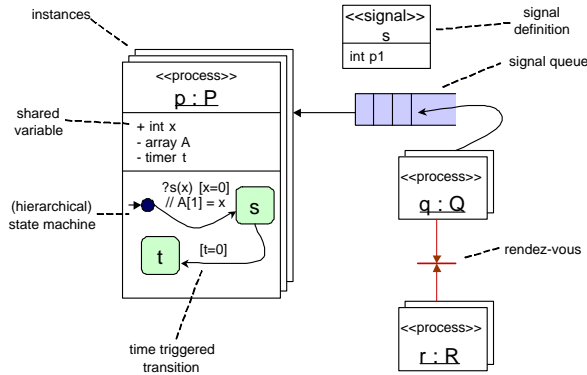 instances
<<signal>>
s
int p1
signal
definition
signal queue
<<process>>
p : P
shared
variable
+ int x
- array A
- timer t
?s(x) [x=0]
// A[1] = x
s
(hierarchical)
state machine
t
[t=0]
time triggered
transition
<<process>>
q : Q
rendez-vous
<<process>>
r : R